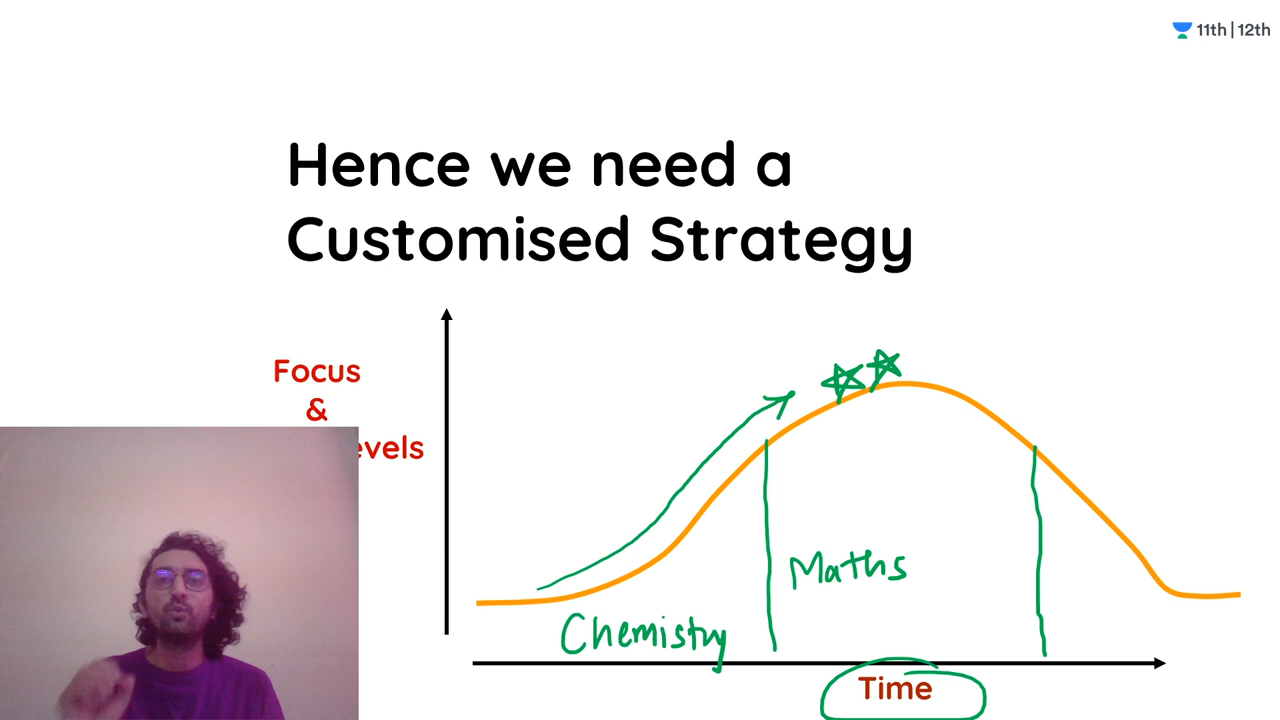 11th | 12th
Hence we need a
Customised Strategy
Focus
&
evels
Maths
Chemistry
Time